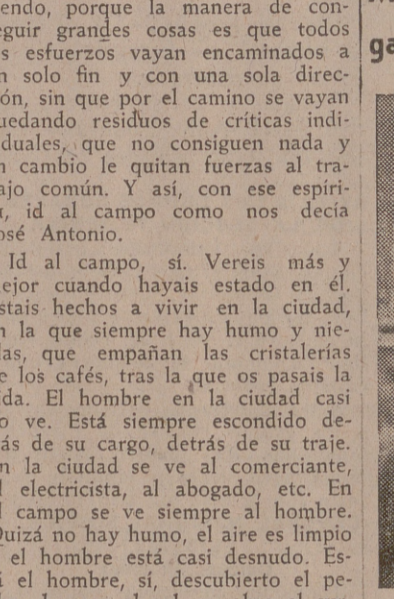 endo, porque la manera de con-
eguir grandes cosas es que todos
s esfuerzos vayan encaminados a
n solo fin y con una sola direc-
ón, sin que por el camino se vayan
uedando residuos de críticas indi-
duales, que no consiguen nada y
n cambio le quitan fuerzas al tra-
ajo común. Y así, con ese espíri-
, id al campo como nos decía
osé Antonio.
Id al campo, sí. Vereis más y
ejor cuando hayais estado en él.
stais hechos a vivir en la ciudad,
n la que siempre hay humo y nie-
las, que empañan las cristalerías
e los cafés, tras la que os pasais la
ida. El hombre en la ciudad casi
o ve. Está siempre escondido de-
ás de su cargo, detrás de su traje.
n la ciudad se ve al comerciante,
l electricista, al abogado, etc. En
l campo se ve siempre al hombre.
Quizá no hay humo, el aire es limpio
el hombre está casi desnudo. Es-
á el hombre, sí, descubierto el pe-
ga